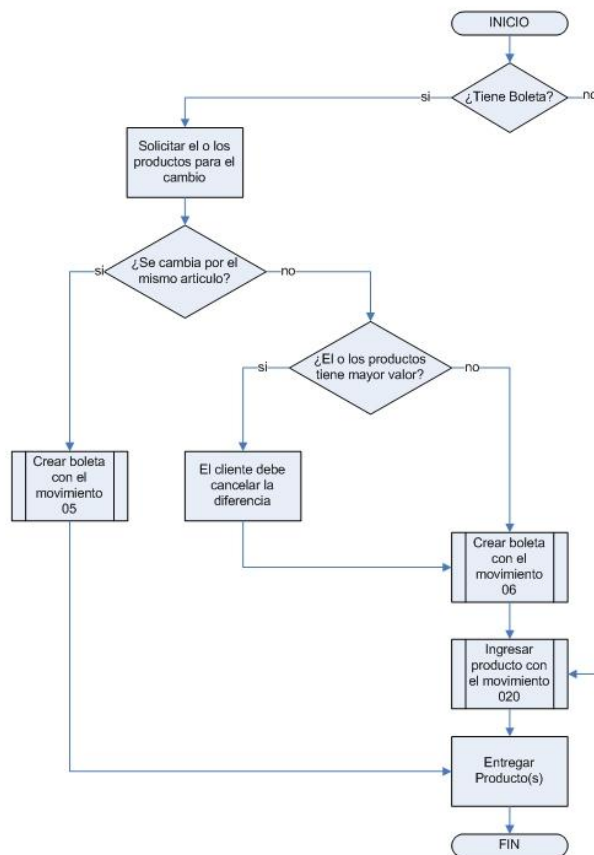 INICIO
¿Tiene Boleta?
si
no
Solicitar el o los
productos para el
cambio
¿Se cambia por el
mismo articulo?
si
no
¿El o los productos
tiene mayor valor?
si
no
Crear boleta
con el
movimiento
05
El cliente debe
cancelar la
diferencia
Crear boleta
con el
movimiento
06
Ingresar
producto con
el movimiento
020
Entregar
Producto(s)
FIN